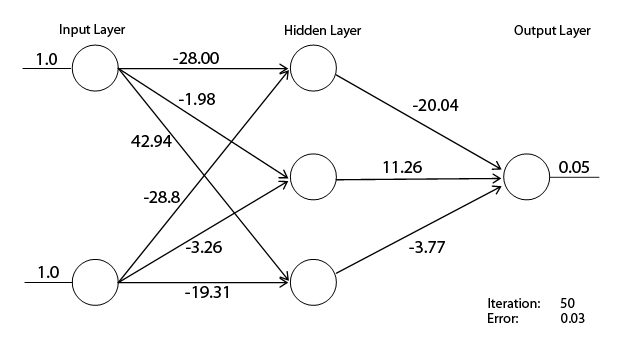 Input Layer
Hidden Layer
Output Layer
1.0
-28.00
-1.98
-20.04
42.94
11.26
0.05
-28.8
-3.26
-3.77
1.0
-19.31
Iteration: 50
Error: 0.03